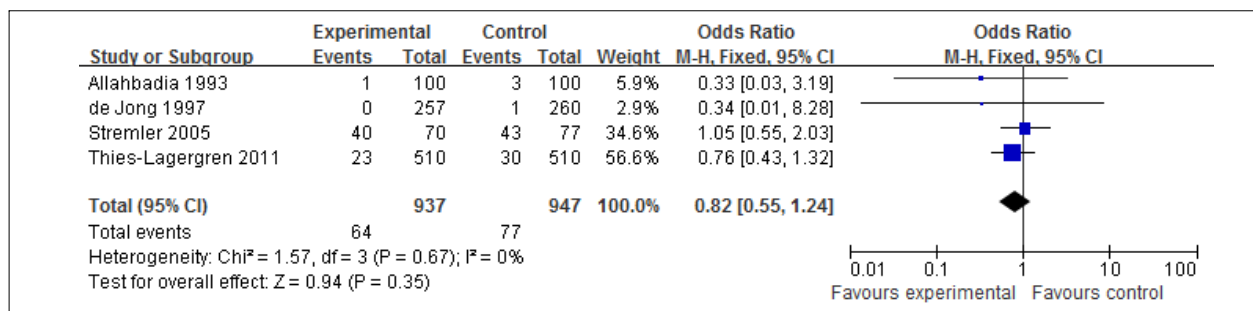 Experimental Control Odds Ratio Odds Ratio
Study or Subgroup Events Total Events Total Weight M-H, Fixed, 95% CI M-H, Fixed, 95% CI
Allahbadia 1993 1 100 3 100 5.9% 0.33 [0.03, 3.19]
de Jong 1997 0 257 1 260 2.9% 0.34 [0.01, 8.28]
Stremler 2005 40 70 43 77 34.6% 1.05 [0.55, 2.03]
Thies-Lagergren 2011 23 510 30 510 56.6% 0.76 [0.43, 1.32]
Total (95% CI) 937 947 100.0% 0.82 [0.55, 1.24]
Total events 64 77
Heterogeneity: Chi² = 1.57, df = 3 (P = 0.67); I² = 0%
Test for overall effect: Z = 0.94 (P = 0.35)
0.01 0.1 1 10 100
Favours experimental Favours control